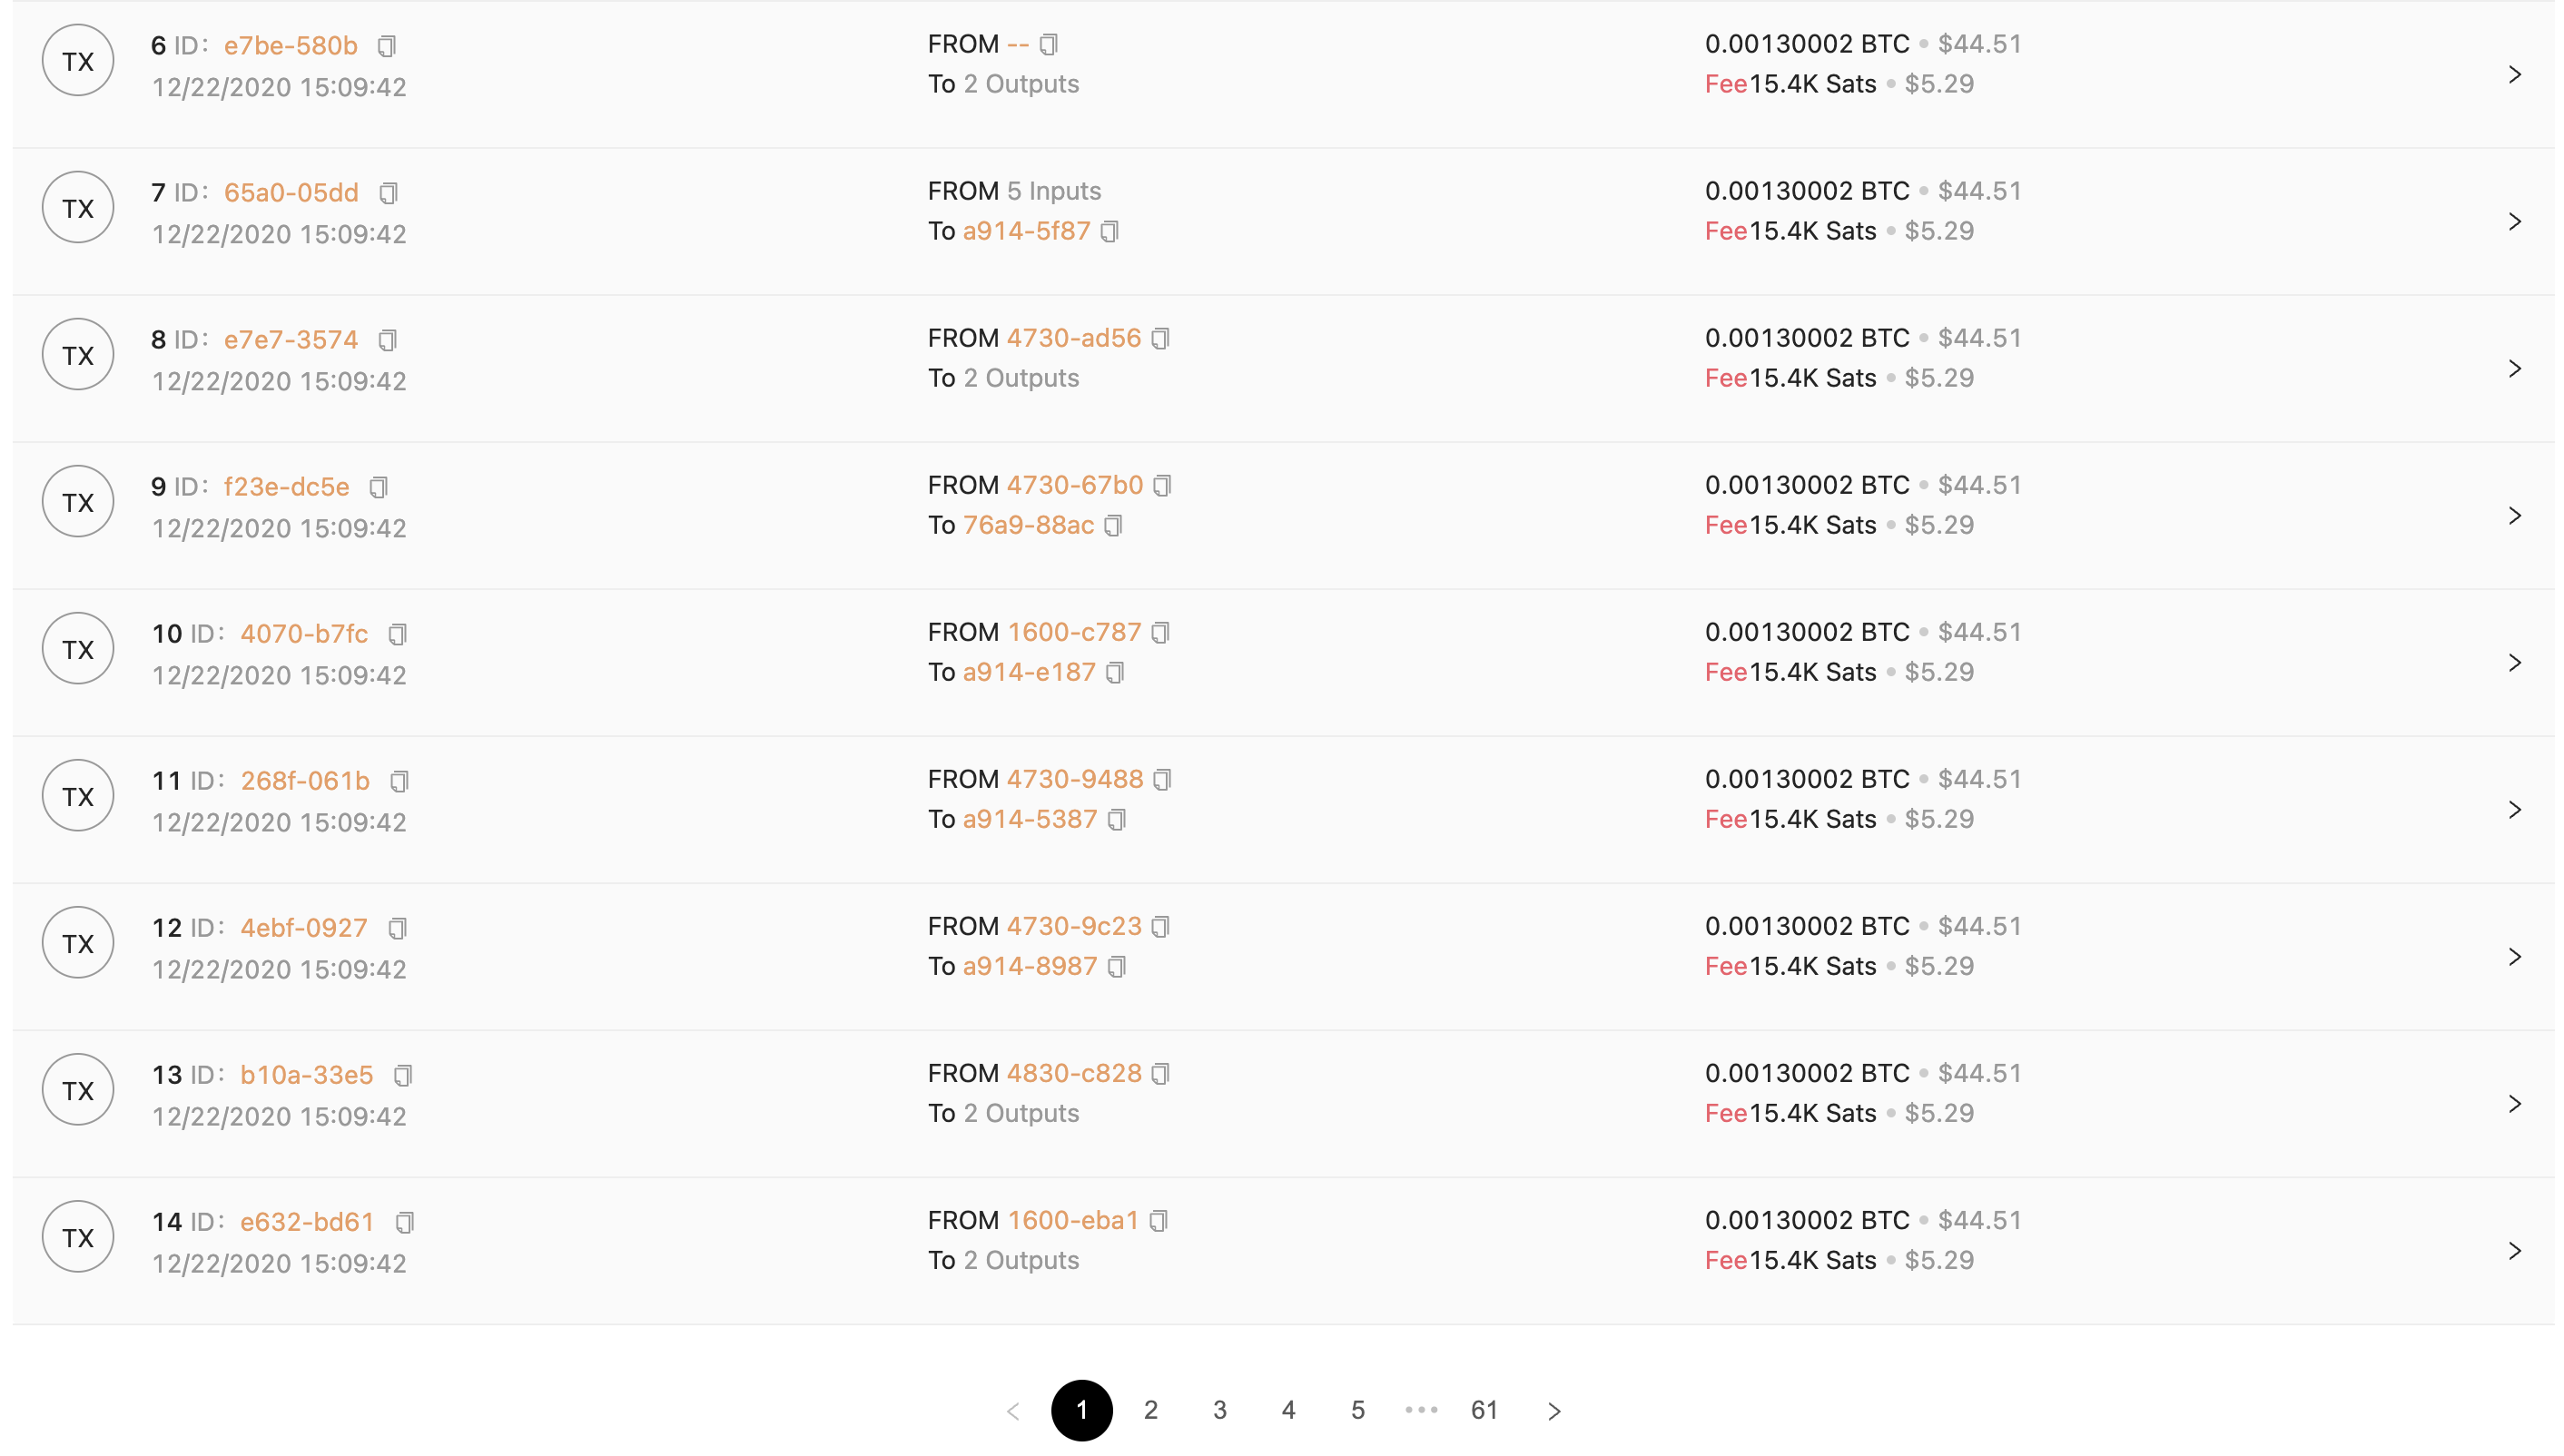 TX 6 ID: e7be-580b FROM -- 0.00130002 BTC • $44.51
12/22/2020 15:09:42 To 2 Outputs Fee15.4K Sats • $5.29 >
TX 7 ID: 65a0-05dd FROM 5 Inputs 0.00130002 BTC • $44.51
12/22/2020 15:09:42 To a914-5f87 Fee15.4K Sats • $5.29 >
TX 8 ID: e7e7-3574 FROM 4730-ad56 0.00130002 BTC • $44.51
12/22/2020 15:09:42 To 2 Outputs Fee15.4K Sats • $5.29 >
TX 9 ID: f23e-dc5e FROM 4730-67b0 0.00130002 BTC • $44.51
12/22/2020 15:09:42 To 76a9-88ac Fee15.4K Sats • $5.29 >
TX 10 ID: 4070-b7fc FROM 1600-c787 0.00130002 BTC • $44.51
12/22/2020 15:09:42 To a914-e187 Fee15.4K Sats • $5.29 >
TX 11 ID: 268f-061b FROM 4730-9488 0.00130002 BTC • $44.51
12/22/2020 15:09:42 To a914-5387 Fee15.4K Sats • $5.29 >
TX 12 ID: 4ebf-0927 FROM 4730-9c23 0.00130002 BTC • $44.51
12/22/2020 15:09:42 To a914-8987 Fee15.4K Sats • $5.29 >
TX 13 ID: b10a-33e5 FROM 4830-c828 0.00130002 BTC • $44.51
12/22/2020 15:09:42 To 2 Outputs Fee15.4K Sats • $5.29 >
TX 14 ID: e632-bd61 FROM 1600-eba1 0.00130002 BTC • $44.51
12/22/2020 15:09:42 To 2 Outputs Fee15.4K Sats • $5.29 >
< 1 2 3 4 5 ••• 61 >